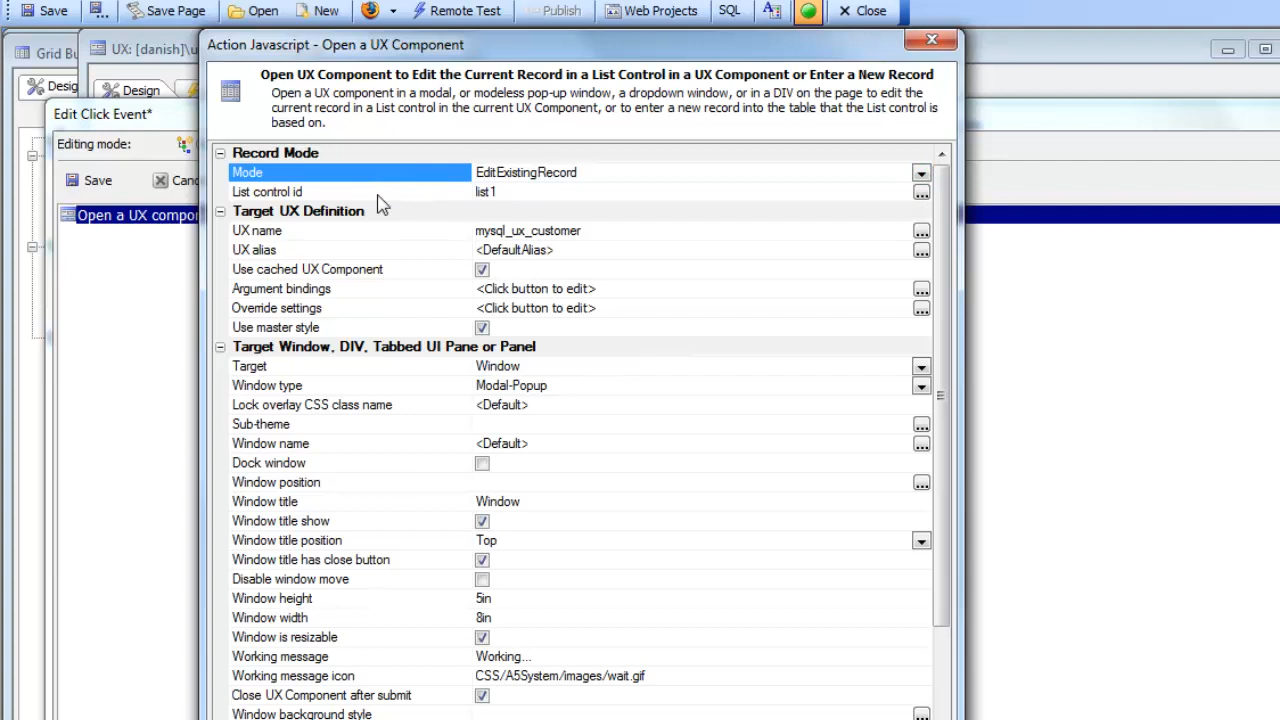 Save
Save Page
Open
New
Remote Test
Publish
Web Projects
SQL
Close
Action Javascript - Open a UX Component
UX: [danish]\u
Design
Design
Edit Click Event*
Editing mode:
Save
Open a UX
Open UX Component to Edit the Current Record in a List Control in a UX Component or Enter a New Record
Open a UX component in a modal, or modeless pop-up window, a dropdown window, or in a DIV on the page to edit the
current record in a List control in the current UX Component, or to enter a new record into the table that the List control is
based on.
Record Mode
Mode EditExistingRecord
List control id list1
Target UX Definition
UX name mysql_ux_customer
UX alias <DefaultAlias>
Use cached UX Component
Argument bindings <Click button to edit>
Override settings <Click button to edit>
Use master style
Target Window, DIV, Tabbed UI Pane or Panel
Target Window
Window type Modal-Popup
Lock overlay CSS class name <Default>
Sub-theme
Window name <Default>
Dock window
Window position
Window title Window
Window title show
Window title position Top
Window title has close button
Disable window move
Window height 5in
Window width 8in
Window is resizable
Working message Working...
Working message icon CSS/A5System/images/wait.gif
Close UX Component after submit
Window background style